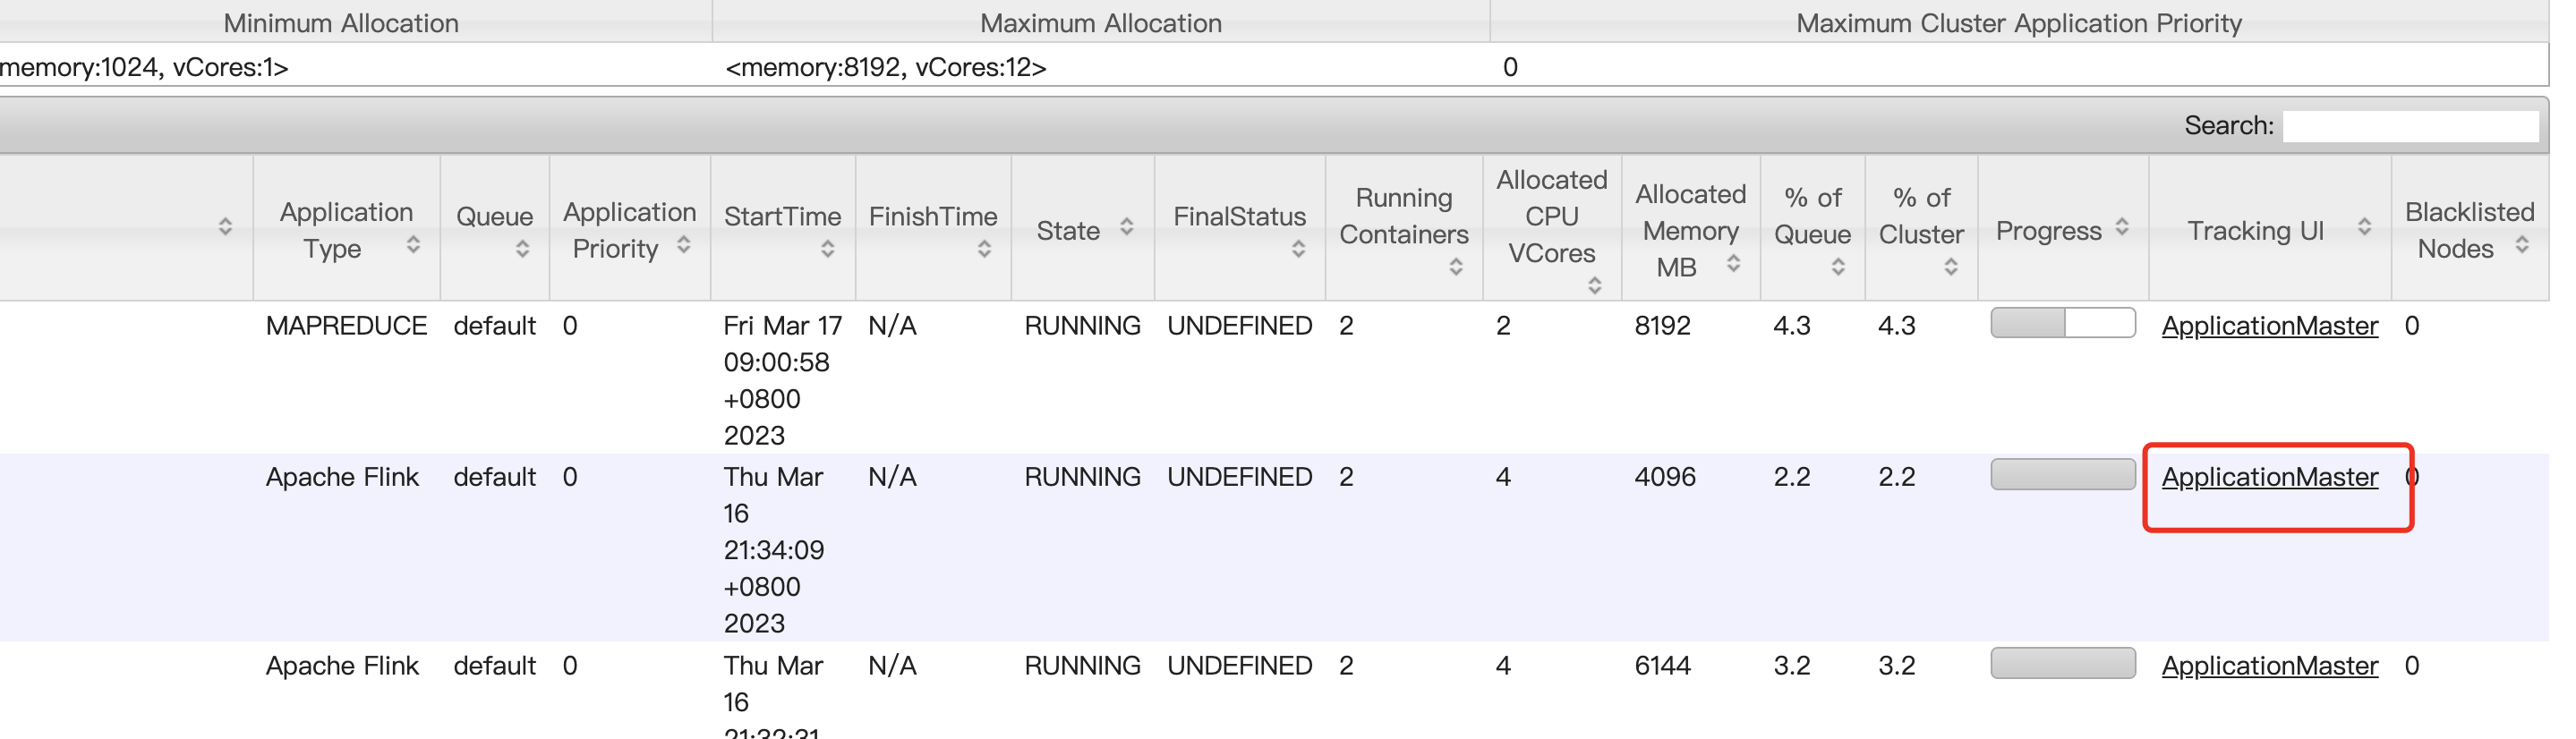 Minimum Allocation Maximum Allocation Maximum Cluster Application Priority
memory:1024, vCores:1> <memory:8192, vCores:12> 0
Search:
Application Type Queue Application Priority StartTime FinishTime State FinalStatus Running Containers Allocated CPU VCores Allocated Memory MB % of Queue % of Cluster Progress Tracking UI Blacklisted Nodes
MAPREDUCE default 0 Fri Mar 17 N/A RUNNING UNDEFINED 2 2 8192 4.3 4.3 ApplicationMaster 0
09:00:58
+0800
2023
Apache Flink default 0 Thu Mar N/A RUNNING UNDEFINED 2 4 4096 2.2 2.2 ApplicationMaster 0
16
21:34:09
+0800
2023
Apache Flink default 0 Thu Mar N/A RUNNING UNDEFINED 2 4 6144 3.2 3.2 ApplicationMaster 0
16
21:32:31